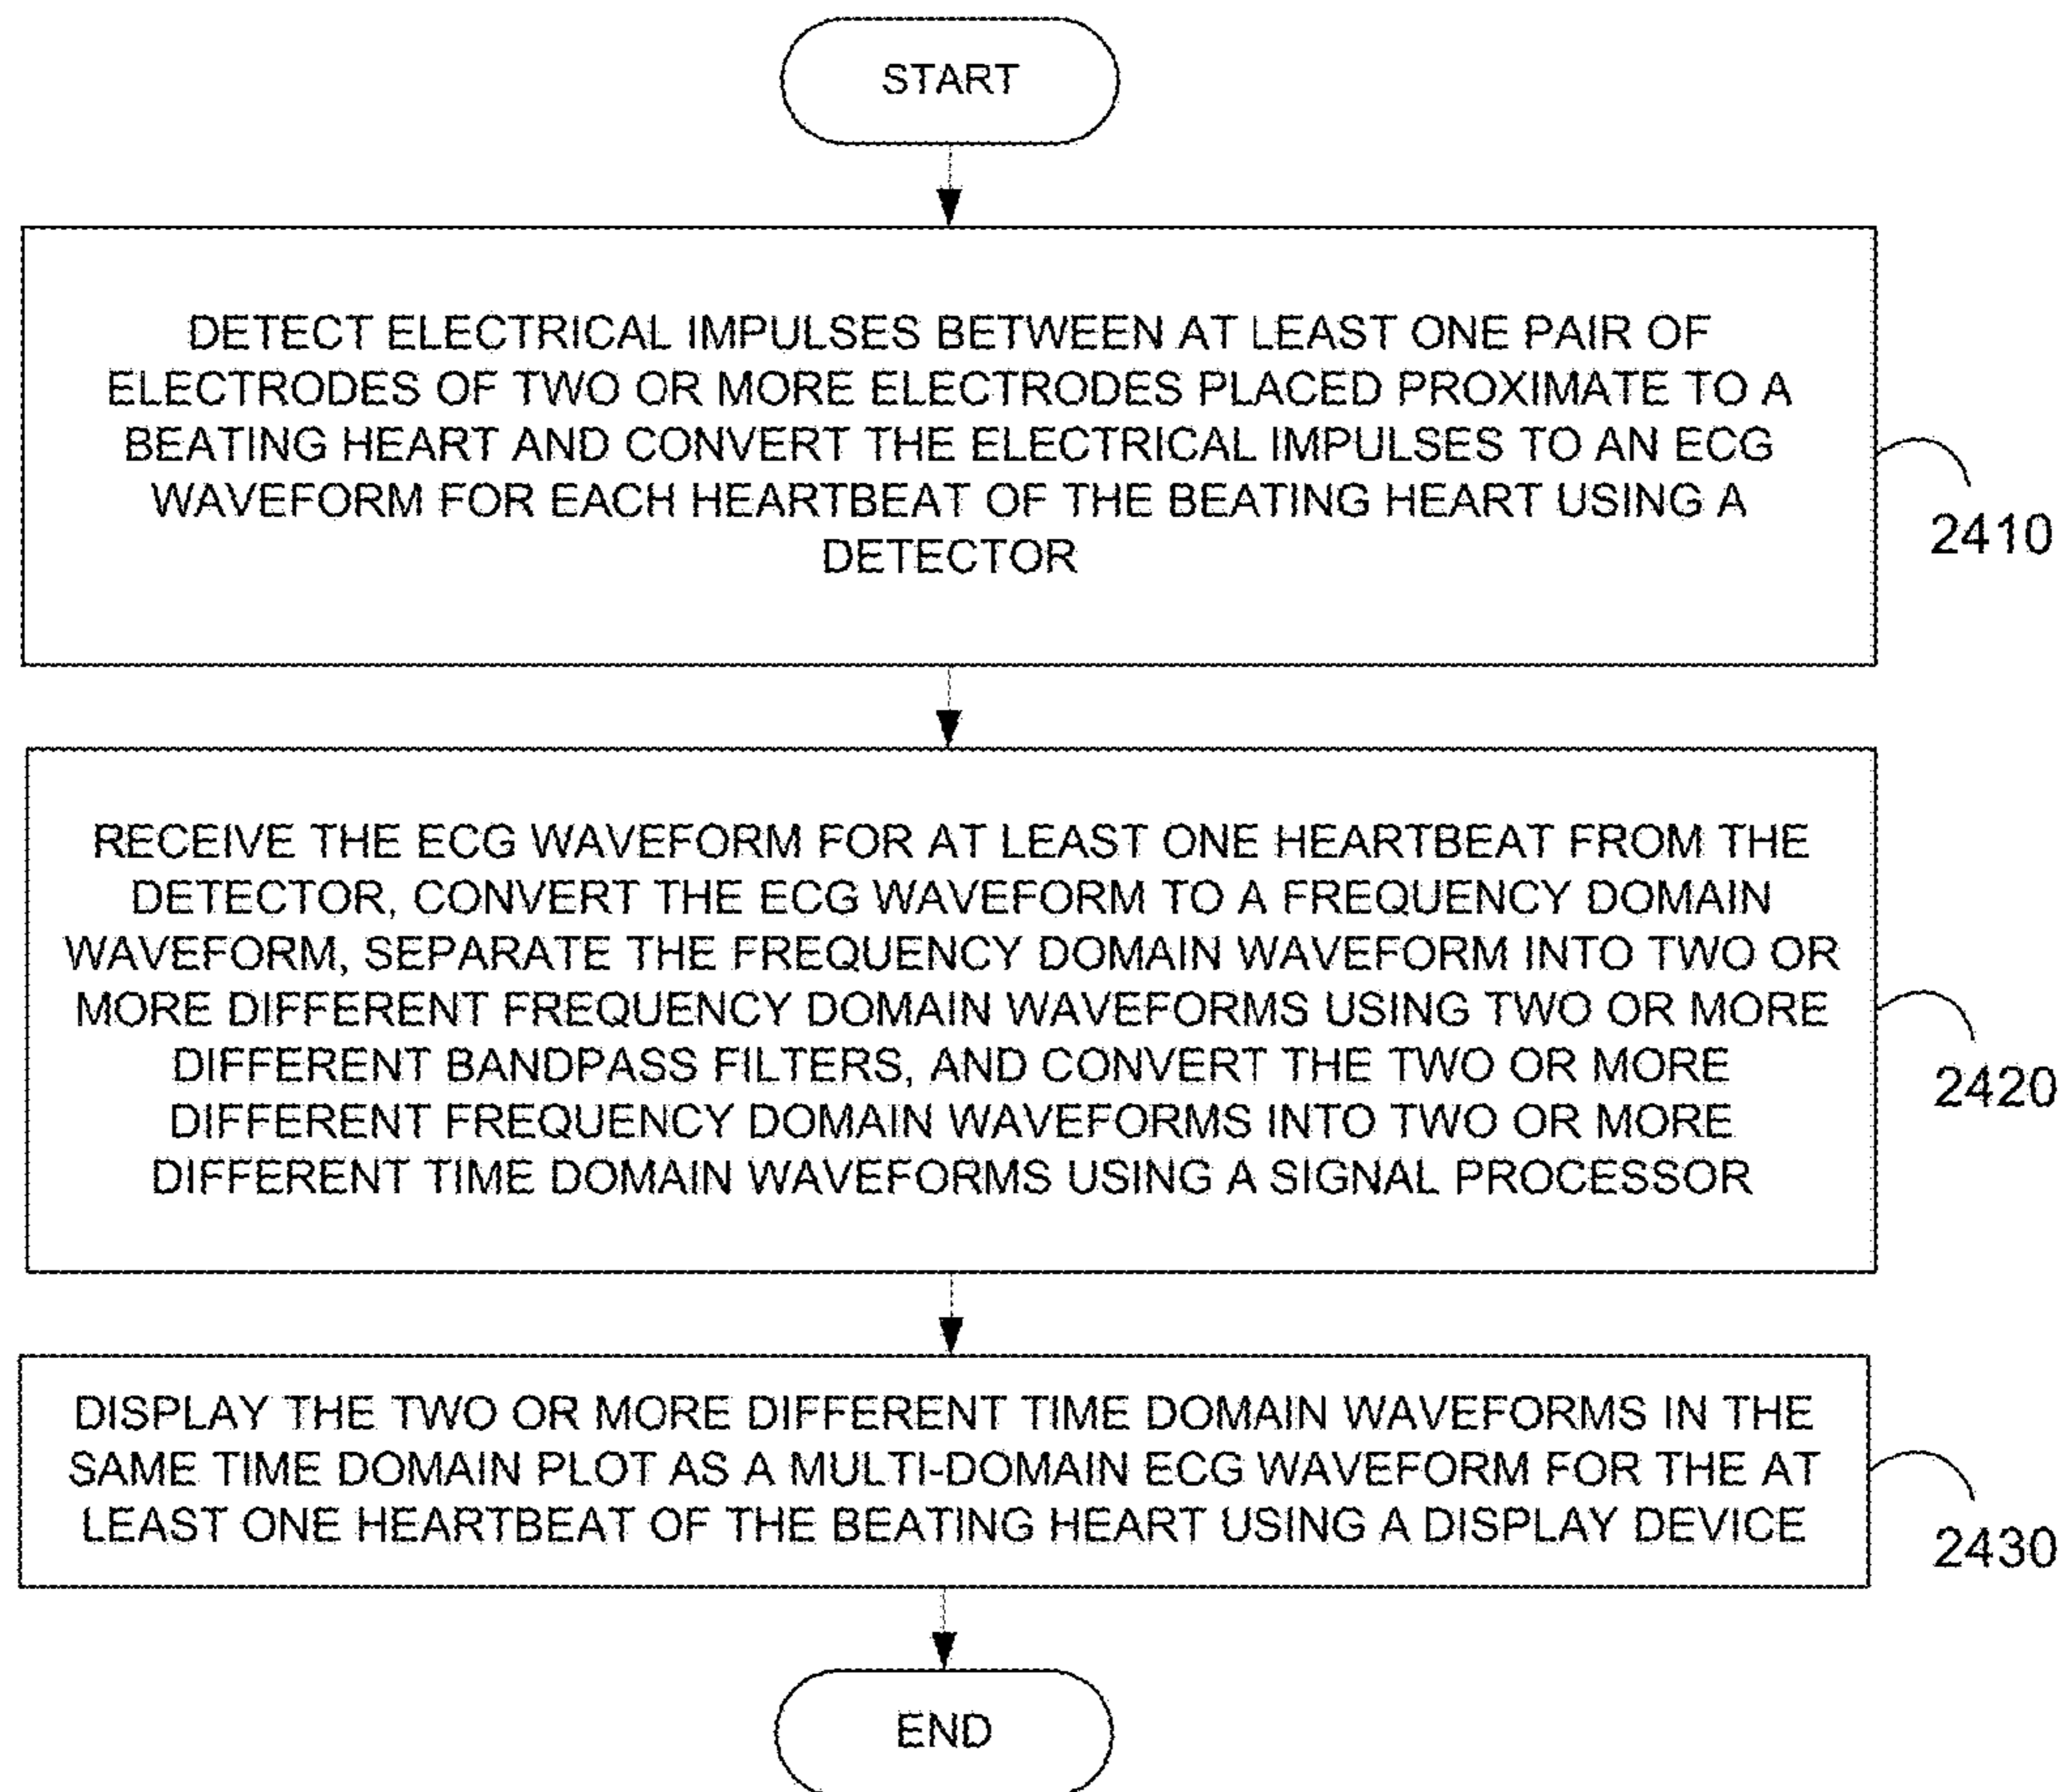 START
DETECT ELECTRICAL IMPULSES BETWEEN AT LEAST ONE PAIR OF
ELECTRODES OF TWO OR MORE ELECTRODES PLACED PROXIMATE TO A
BEATING HEART AND CONVERT THE ELECTRICAL IMPULSES TO AN ECG
WAVEFORM FOR EACH HEARTBEAT OF THE BEATING HEART USING A
DETECTOR
2410
RECEIVE THE ECG WAVEFORM FOR AT LEAST ONE HEARTBEAT FROM THE
DETECTOR, CONVERT THE ECG WAVEFORM TO A FREQUENCY DOMAIN
WAVEFORM, SEPARATE THE FREQUENCY DOMAIN WAVEFORM INTO TWO OR
MORE DIFFERENT FREQUENCY DOMAIN WAVEFORMS USING TWO OR MORE
DIFFERENT BANDPASS FILTERS, AND CONVERT THE TWO OR MORE
DIFFERENT FREQUENCY DOMAIN WAVEFORMS INTO TWO OR MORE
DIFFERENT TIME DOMAIN WAVEFORMS USING A SIGNAL PROCESSOR
2420
DISPLAY THE TWO OR MORE DIFFERENT TIME DOMAIN WAVEFORMS IN THE
SAME TIME DOMAIN PLOT AS A MULTI-DOMAIN ECG WAVEFORM FOR THE AT
LEAST ONE HEARTBEAT OF THE BEATING HEART USING A DISPLAY DEVICE
2430
END